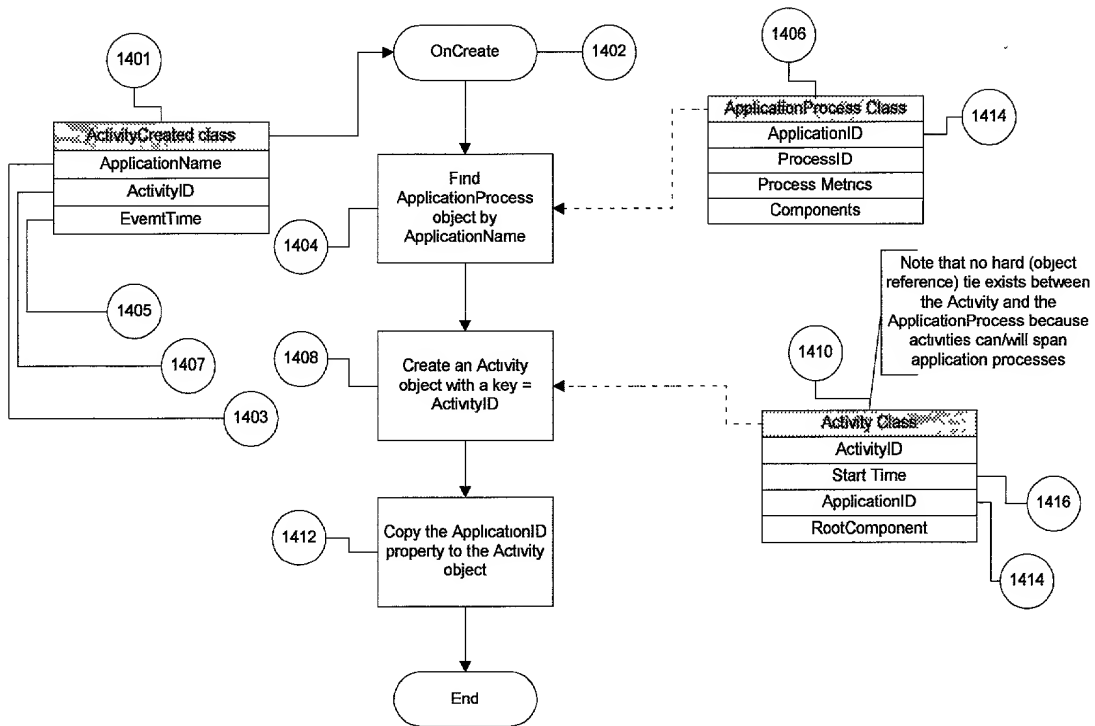 1401
OnCreate
1402
1406
ActivityCreated class
ApplicationName
ActivityID
EvemtTime
ApplicationProcess Class
ApplicationID
ProcessID
Process Metrics
Components
1414
Find
ApplicationProcess
object by
ApplicationName
1404
1405
1407
1403
Note that no hard (object
reference) tie exists between
the Activity and the
ApplicationProcess because
activities can/will span
application processes
1408
Create an Activity
object with a key =
ActivityID
1410
Activity Class
ActivityID
Start Time
ApplicationID
RootComponent
1416
1414
1412
Copy the ApplicationID
property to the Activity
object
End